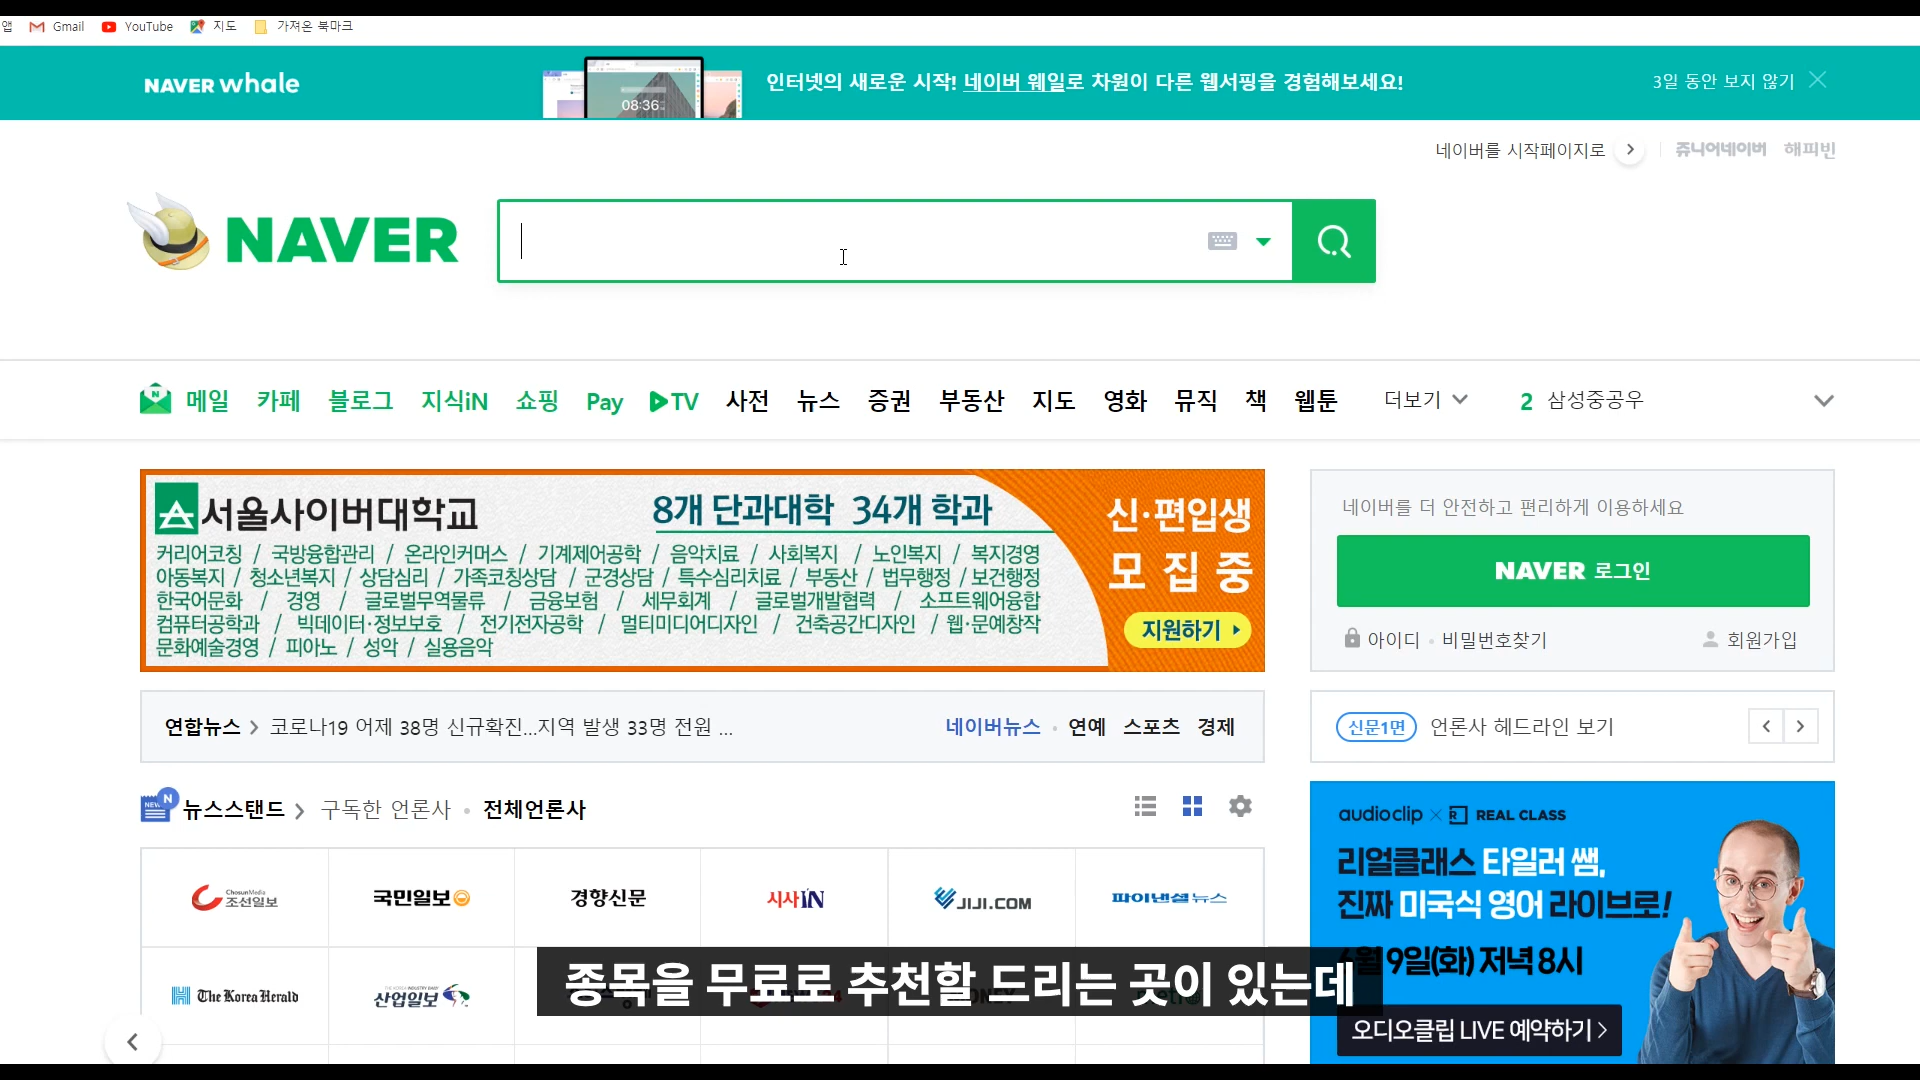 앱 Gmail YouTube 지도 가져온 북마크
NAVER whale
08:36
인터넷의 새로운 시작! 네이버 웨일로 차원이 다른 웹서핑을 경험해보세요!
3일 동안 보지 않기
네이버를 시작페이지로 쥬니어네이버 해피빈
NAVER
메일 카페 블로그 지식iN 쇼핑 Pay TV 사전 뉴스 증권 부동산 지도 영화 뮤직 책 웹툰 더보기 2 삼성중공우
서울사이버대학교 8개 단과대학 34개 학과
커리어코칭 / 국방융합관리 / 온라인커머스 / 기계제어공학 / 음악치료 / 사회복지 / 노인복지 / 복지경영
아동복지 / 청소년복지 / 상담심리 / 가족코칭상담 / 군경상담 / 특수심리치료 / 부동산 / 법무행정 / 보건행정
한국어문화 / 경영 / 글로벌무역물류 / 금융보험 / 세무회계 / 글로벌개발협력 / 소프트웨어융합
컴퓨터공학과 / 빅데이터·정보보호 / 전기전자공학 / 멀티미디어디자인 / 건축공간디자인 / 웹·문예창작
문화예술경영 / 피아노 / 성악 / 실용음악
신·편입생
모 집 중
지원하기
네이버를 더 안전하고 편리하게 이용하세요
NAVER 로그인
아이디 · 비밀번호찾기 회원가입
연합뉴스 > 코로나19 어제 38명 신규확진...지역 발생 33명 전원 ...
네이버뉴스 · 연예 스포츠 경제
신문1면 언론사 헤드라인 보기
뉴스스탠드 > 구독한 언론사 · 전체언론사
Chosun Media
조선일보
국민일보
경향신문
시사IN
JIJI.COM
파이낸셜뉴스
The Korea Herald
산업일보
audioclip × REAL CLASS
리얼클래스 타일러 쌤,
진짜 미국식 영어 라이브로!
6월 9일(화) 저녁 8시
오디오클립 LIVE 예약하기 >
종목을 무료로 추천할 드리는 곳이 있는데